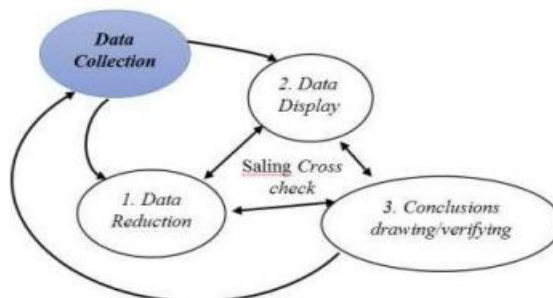 Data
Collection
2. Data
Display
Saling Cross
check
1. Data
Reduction
3. Conclusions
drawing/verifying